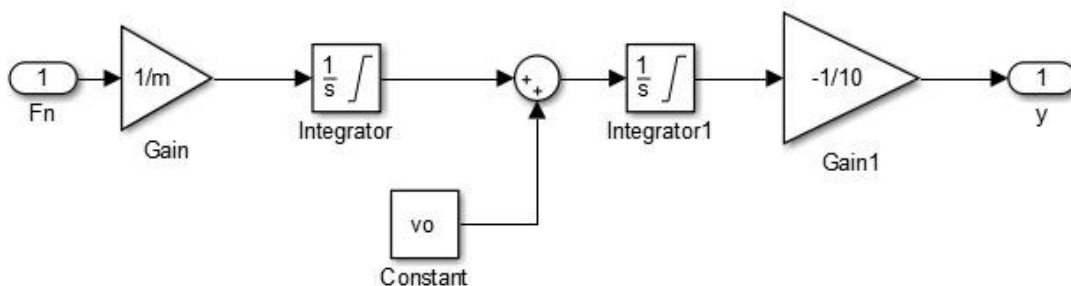 1
Fn
1/m
Gain
1
s
Integrator
+
+
vo
Constant
1
s
Integrator1
-1/10
Gain1
1
y